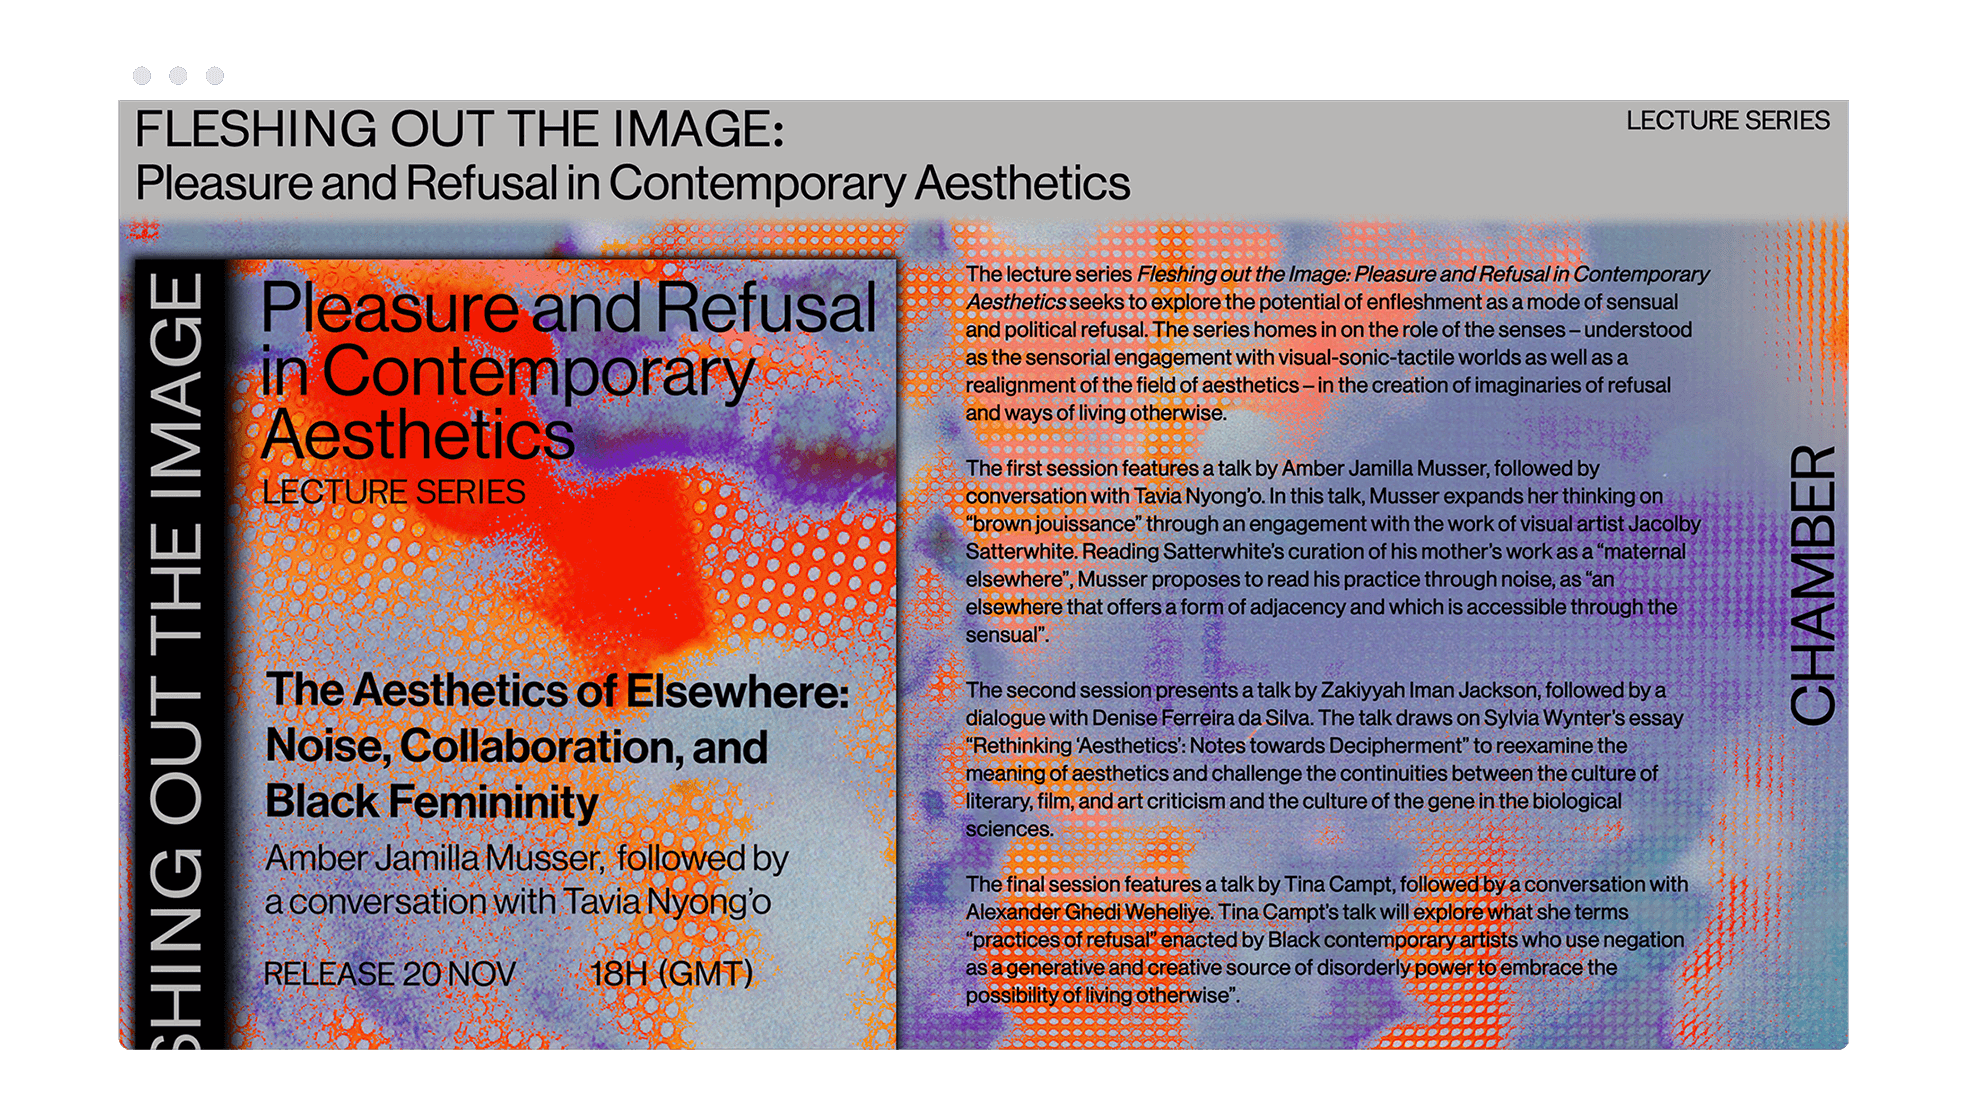 FLESHING OUT THE IMAGE:
Pleasure and Refusal in Contemporary Aesthetics
LECTURE SERIES
SHING OUT THE IMAGE
Pleasure and Refusal
in Contemporary
Aesthetics
LECTURE SERIES
The Aesthetics of Elsewhere:
Noise, Collaboration, and
Black Femininity
Amber Jamilla Musser, followed by
a conversation with Tavia Nyong’o
RELEASE 20 NOV 18H (GMT)
The lecture series Fleshing out the Image: Pleasure and Refusal in Contemporary
Aesthetics seeks to explore the potential of enfleshment as a mode of sensual
and political refusal. The series homes in on the role of the senses – understood
as the sensorial engagement with visual-sonic-tactile worlds as well as a
realignment of the field of aesthetics – in the creation of imaginaries of refusal
and ways of living otherwise.
The first session features a talk by Amber Jamilla Musser, followed by
conversation with Tavia Nyong’o. In this talk, Musser expands her thinking on
“brown jouissance” through an engagement with the work of visual artist Jacolby
Satterwhite. Reading Satterwhite’s curation of his mother’s work as a “maternal
elsewhere”, Musser proposes to read his practice through noise, as “an
elsewhere that offers a form of adjacency and which is accessible through the
sensual”.
The second session presents a talk by Zakiyyah Iman Jackson, followed by a
dialogue with Denise Ferreira da Silva. The talk draws on Sylvia Wynter’s essay
“Rethinking ‘Aesthetics’: Notes towards Decipherment” to reexamine the
meaning of aesthetics and challenge the continuities between the culture of
literary, film, and art criticism and the culture of the gene in the biological
sciences.
The final session features a talk by Tina Campt, followed by a conversation with
Alexander Ghedi Weheliye. Tina Campt’s talk will explore what she terms
“practices of refusal” enacted by Black contemporary artists who use negation
as a generative and creative source of disorderly power to embrace the
possibility of living otherwise”.
CHAMBER